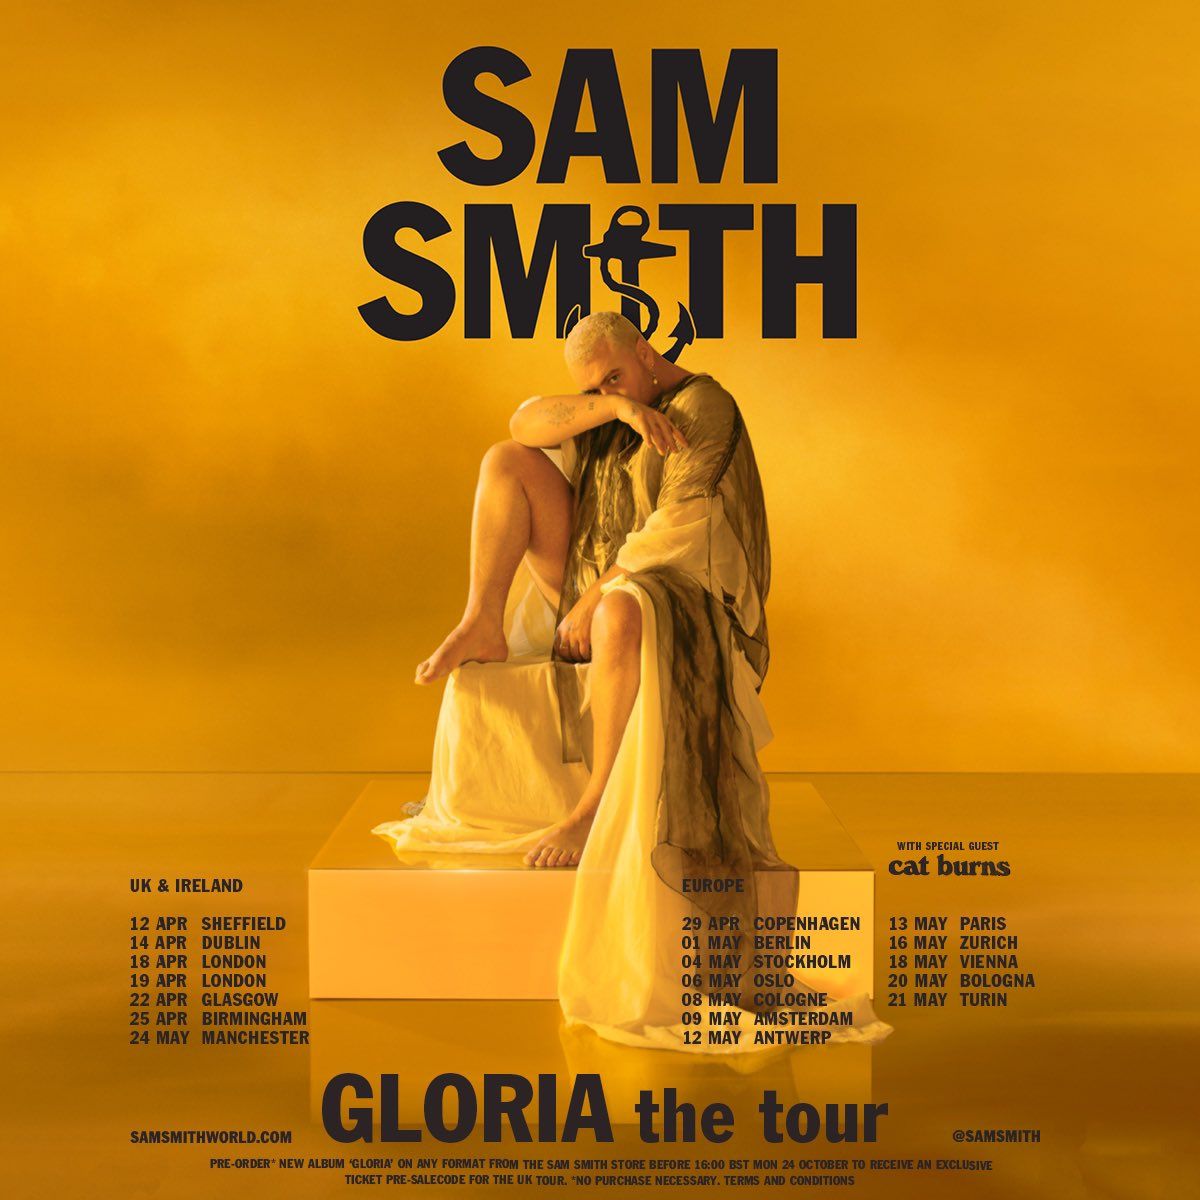 SAM
SMITH
WITH SPECIAL GUEST
cat burns
UK & IRELAND
12 APR SHEFFIELD
14 APR DUBLIN
18 APR LONDON
19 APR LONDON
22 APR GLASGOW
25 APR BIRMINGHAM
24 MAY MANCHESTER
EUROPE
29 APR COPENHAGEN
01 MAY BERLIN
04 MAY STOCKHOLM
06 MAY OSLO
08 MAY COLOGNE
09 MAY AMSTERDAM
12 MAY ANTWERP
13 MAY PARIS
16 MAY ZURICH
18 MAY VIENNA
20 MAY BOLOGNA
21 MAY TURIN
GLORIA the tour
SAMSMITHWORLD.COM
@SAMSMITH
PRE-ORDER* NEW ALBUM ‘GLORIA’ ON ANY FORMAT FROM THE SAM SMITH STORE BEFORE 16:00 BST MON 24 OCTOBER TO RECEIVE AN EXCLUSIVE
TICKET PRE-SALECODE FOR THE UK TOUR. *NO PURCHASE NECESSARY. TERMS AND CONDITIONS